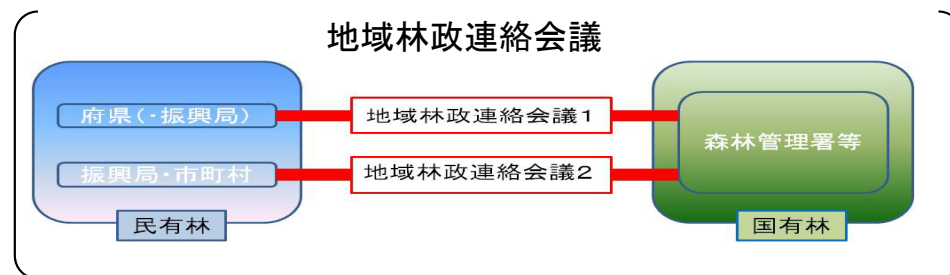 地域林政連絡会議
府県(・振興局)
地域林政連絡会議1
森林管理署等
振興局・市町村
地域林政連絡会議2
民有林
国有林